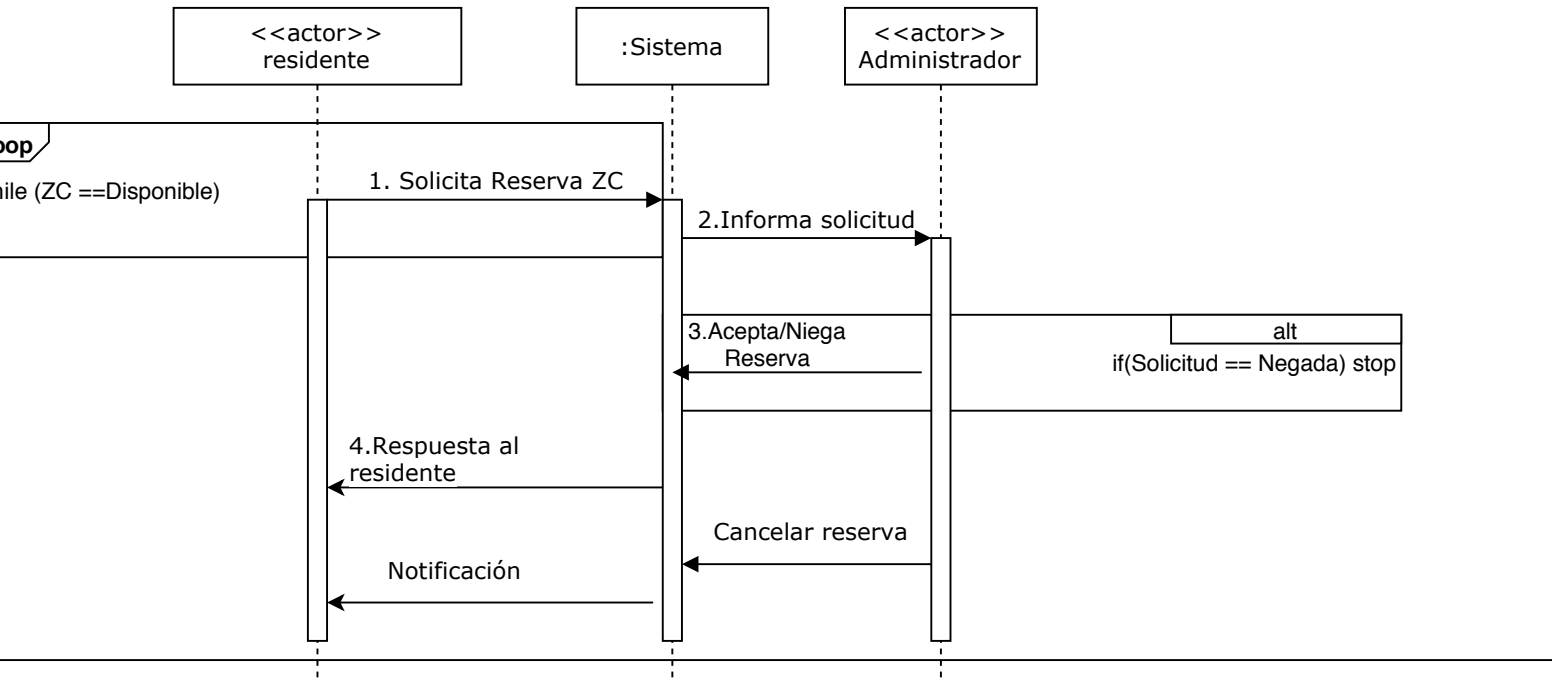 <<actor>>
residente
:Sistema
<<actor>>
Administrador
oop
hile (ZC ==Disponible)
1. Solicita Reserva ZC
2.Informa solicitud
3.Acepta/Niega
Reserva
alt
if(Solicitud == Negada) stop
4.Respuesta al
residente
Cancelar reserva
Notificación